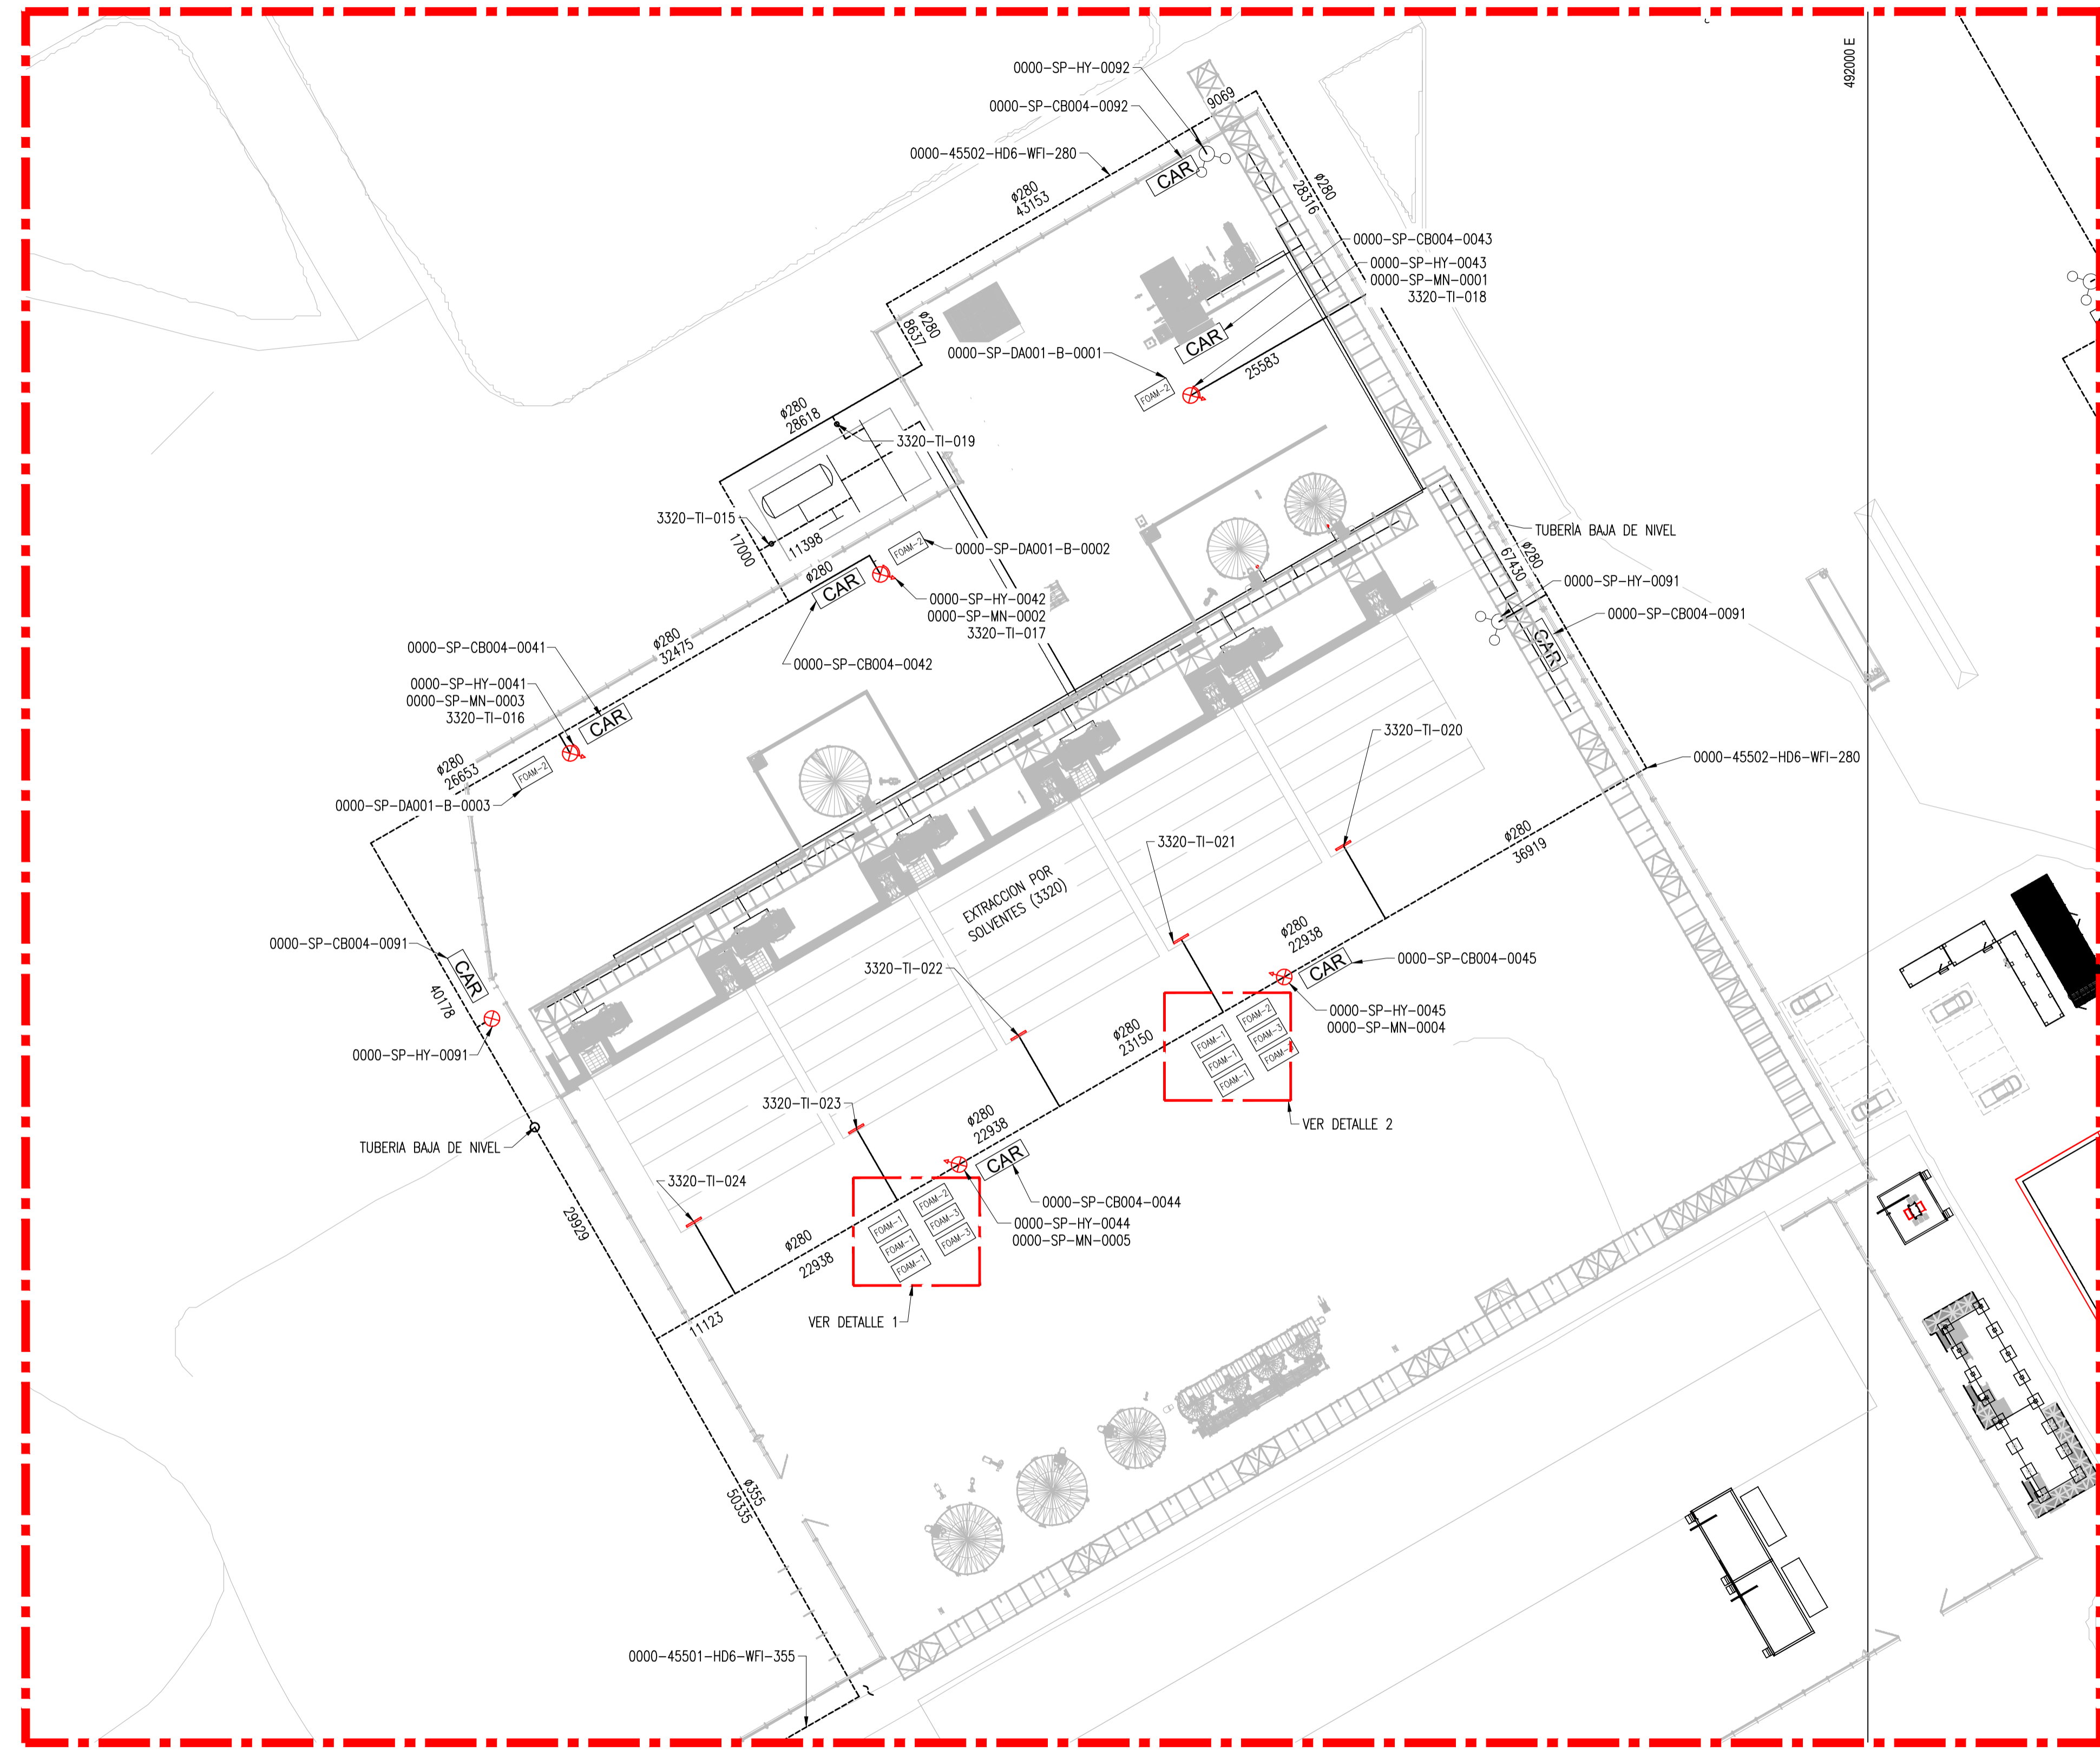 492000 E
0000-SP-HY-0092
0000-SP-CB004-0092
0000-45502-HD6-WFI-280
9069
CAR
Ø280
43153
Ø280
28316
0000-SP-CB004-0043
0000-SP-HY-0043
0000-SP-MN-0001
3320-TI-018
Ø280
8637
0000-SP-DA001-B-0001
CAR
FOAM-2
25583
Ø280
28618
3320-TI-019
3320-TI-015
17000
11398
FOAM-2
0000-SP-DA001-B-0002
Ø280
CAR
0000-SP-HY-0042
0000-SP-MN-0002
3320-TI-017
0000-SP-CB004-0042
TUBERIA BAJA DE NIVEL
Ø280
67430
0000-SP-HY-0091
0000-SP-CB004-0091
CAR
0000-SP-CB004-0041
Ø280
32475
0000-SP-HY-0041
0000-SP-MN-0003
3320-TI-016
CAR
Ø280
26653
FOAM-2
0000-SP-DA001-B-0003
3320-TI-020
0000-45502-HD6-WFI-280
3320-TI-021
Ø280
36919
EXTRACCION POR
SOLVENTES (3320)
0000-SP-CB004-0091
CAR
40178
0000-SP-HY-0091
3320-TI-022
Ø280
22938
CAR
0000-SP-CB004-0045
0000-SP-HY-0045
0000-SP-MN-0004
Ø280
23150
FOAM-2
FOAM-1
FOAM-3
FOAM-1
FOAM-1
VER DETALLE 2
3320-TI-023
Ø280
22938
CAR
TUBERIA BAJA DE NIVEL
3320-TI-024
0000-SP-CB004-0044
0000-SP-HY-0044
0000-SP-MN-0005
29929
Ø280
22938
FOAM-2
FOAM-1
FOAM-3
FOAM-1
FOAM-3
FOAM-1
VER DETALLE 1
11123
Ø355
50335
0000-45501-HD6-WFI-355